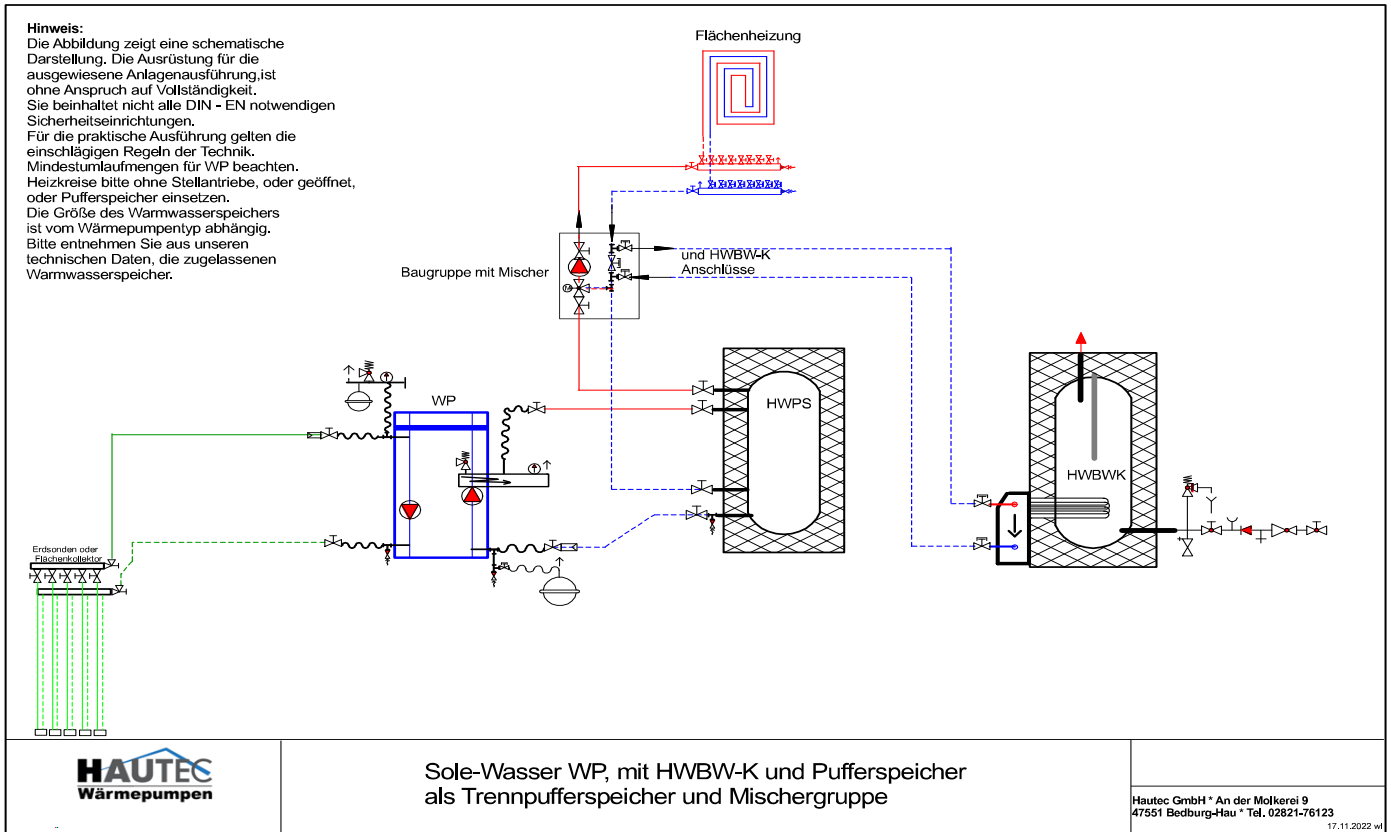 Hinweis:
Die Abbildung zeigt eine schematische
Darstellung. Die Ausrüstung für die
ausgewiesene Anlagenausführung,ist
ohne Anspruch auf Vollständigkeit.
Sie beinhaltet nicht alle DIN - EN notwendigen
Sicherheitseinrichtungen.
Für die praktische Ausführung gelten die
einschlägigen Regeln der Technik.
Mindestumlaufmengen für WP beachten.
Heizkreise bitte ohne Stellantriebe, oder geöffnet,
oder Pufferspeicher einsetzen.
Die Größe des Warmwasserspeichers
ist vom Wärmepumpentyp abhängig.
Bitte entnehmen Sie aus unseren
technischen Daten, die zugelassenen
Warmwasserspeicher.
Flächenheizung
Baugruppe mit Mischer
und HWBW-K
Anschlüsse
WP
HWPS
HWBWK
Erdsonden oder
Flächenkollektor
HAUTEC
Wärmepumpen
Sole-Wasser WP, mit HWBW-K und Pufferspeicher
als Trennpufferspeicher und Mischergruppe
Hautec GmbH * An der Molkerei 9
47551 Bedburg-Hau * Tel. 02821-76123
17.11.2022 wl